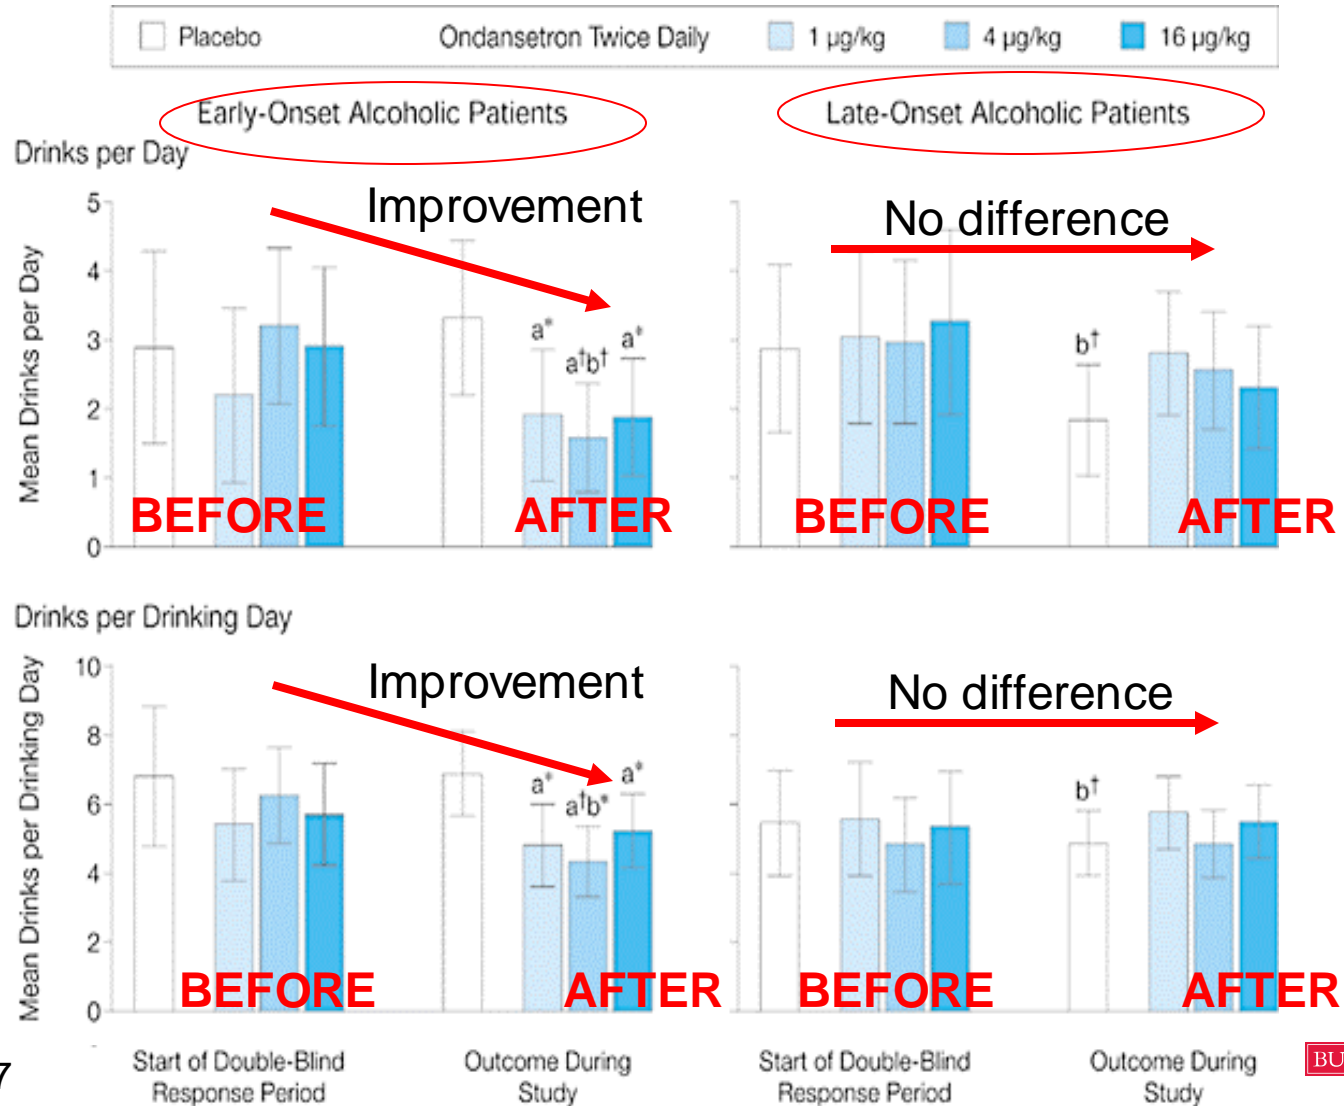 Placebo Ondansetron Twice Daily 1 µg/kg 4 µg/kg 16 µg/kg
Early-Onset Alcoholic Patients
Late-Onset Alcoholic Patients
Drinks per Day
Mean Drinks per Day
5
4
3
2
1
0
Improvement
a*
a†b†
a*
BEFORE
AFTER
No difference
b†
BEFORE
AFTER
Drinks per Drinking Day
Mean Drinks per Drinking Day
10
8
6
4
2
0
Improvement
a*
a†b*
a*
BEFORE
AFTER
No difference
b†
BEFORE
AFTER
Start of Double-Blind
Response Period
Outcome During
Study
Start of Double-Blind
Response Period
Outcome During
Study
7
BU